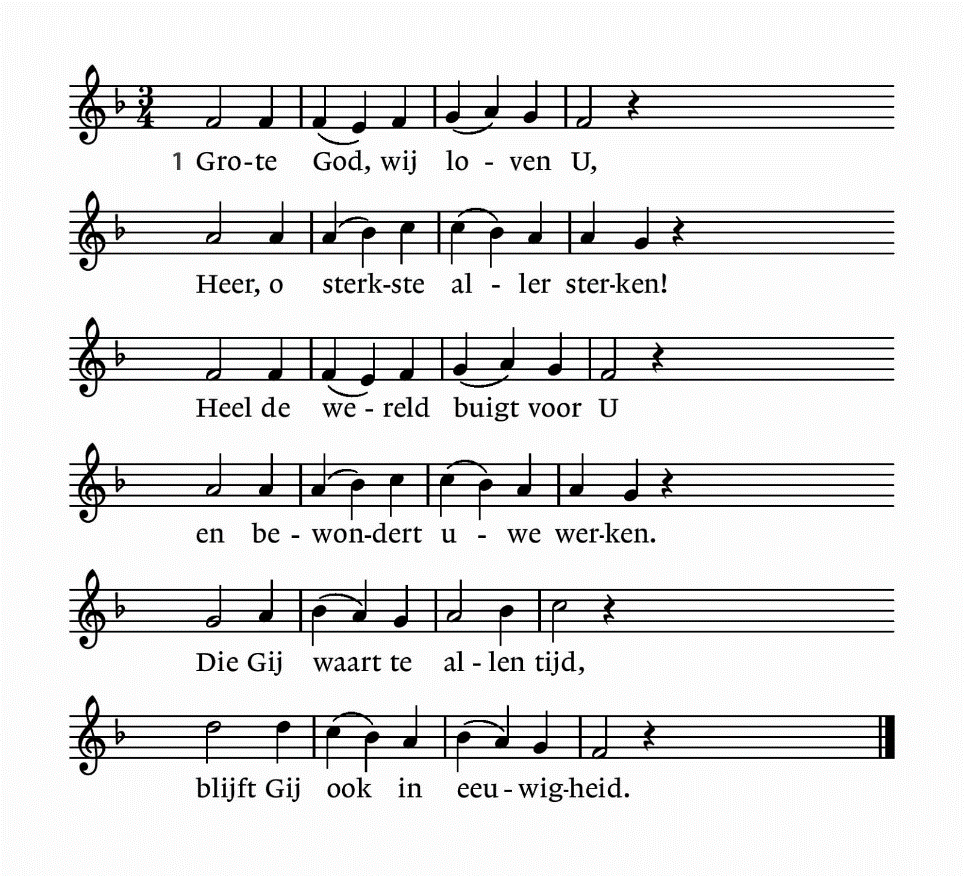 3
4
1 Gro-te God, wij lo - ven U,
Heer, o sterk-ste al - ler ster-ken!
Heel de we - reld buigt voor U
en be - won-dert u - we wer-ken.
Die Gij waart te al - len tijd,
blijft Gij ook in eeu - wig-heid.